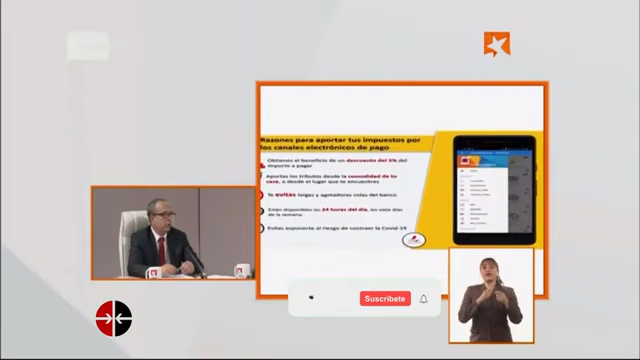 Razones para aportar tus impuestos por
los canales electrónicos de pago
Obtienes el beneficio de un descuento del 3% del
importe a pagar
Aportas los tributos desde la comodidad de tu
casa, o desde el lugar que te encuentres
Te evitas largas y agotadoras colas del banco
Están disponibles las 24 horas del día, los siete días
de la semana
Evitas exponerte al riesgo de contraer la Covid-19
Suscríbete